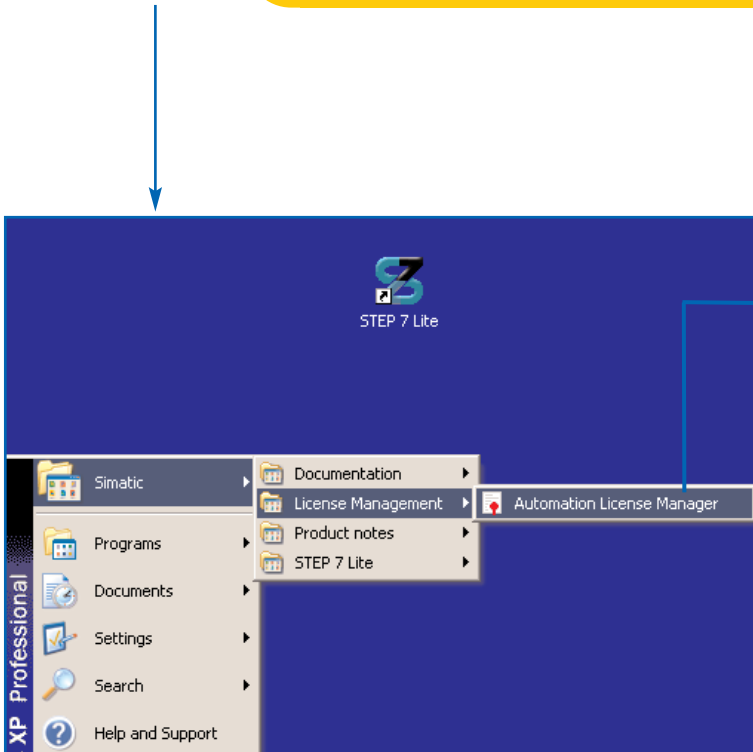 STEP 7 Lite
Simatic
Programs
Documents
Settings
Search
Help and Support
Documentation
License Management
Product notes
STEP 7 Lite
Automation License Manager
XP Professional